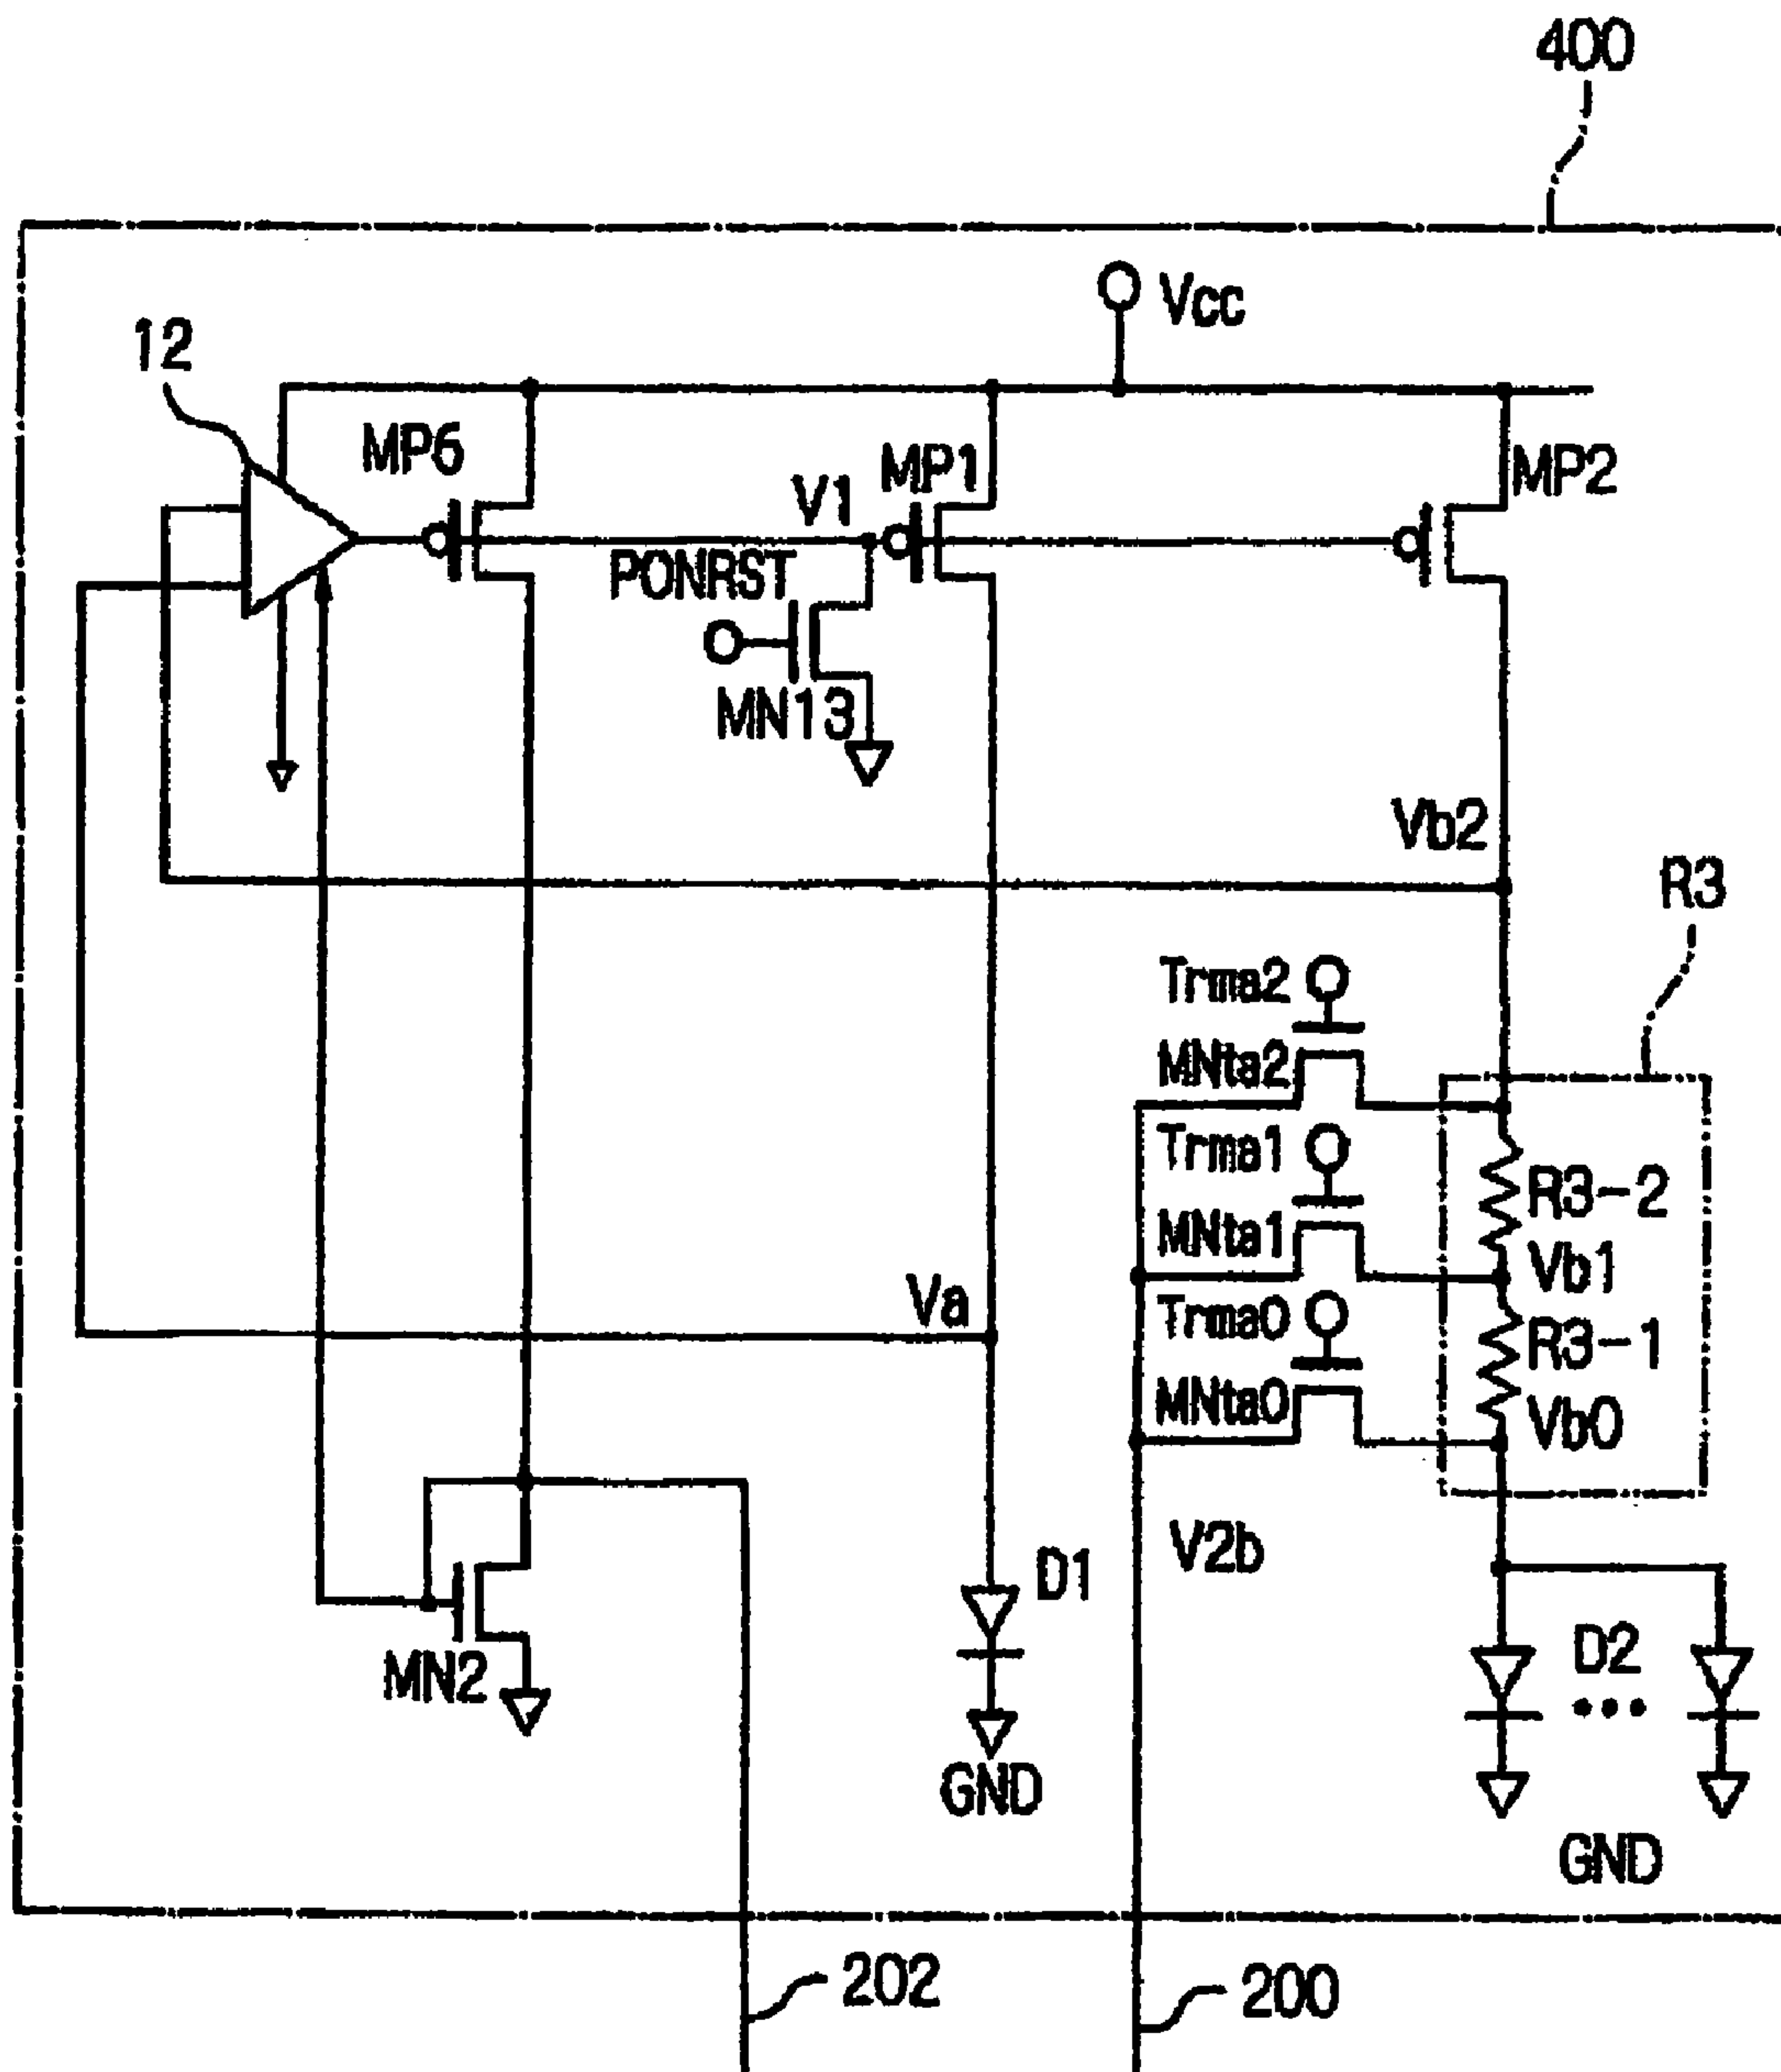 400
Vcc
12
MP6
MP1
MP2
V1
PONRST
MN13
Vb2
R3
Trma2
MNta2
Trma1
R3-2
MNta1
Vb1
Va
Trma0
R3-1
MNta0
Vb0
V2b
D1
D2
MN2
GND
GND
202
200